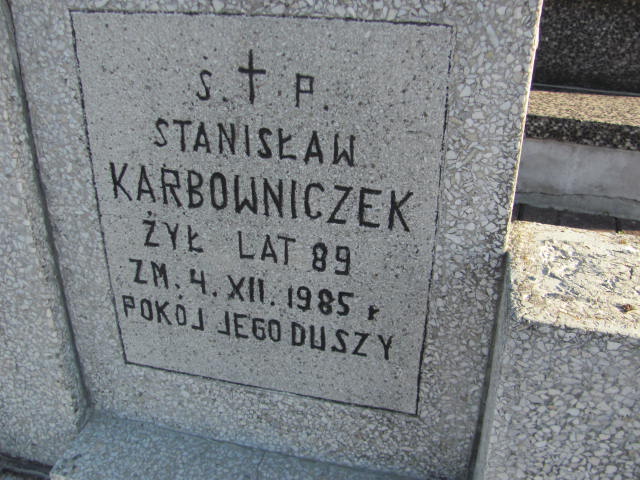 Ś. † P.
STANISŁAW
KARBOWNICZEK
ŻYŁ LAT 89
ZM. 4. XII. 1985 r
POKÓJ JEGO DUSZY